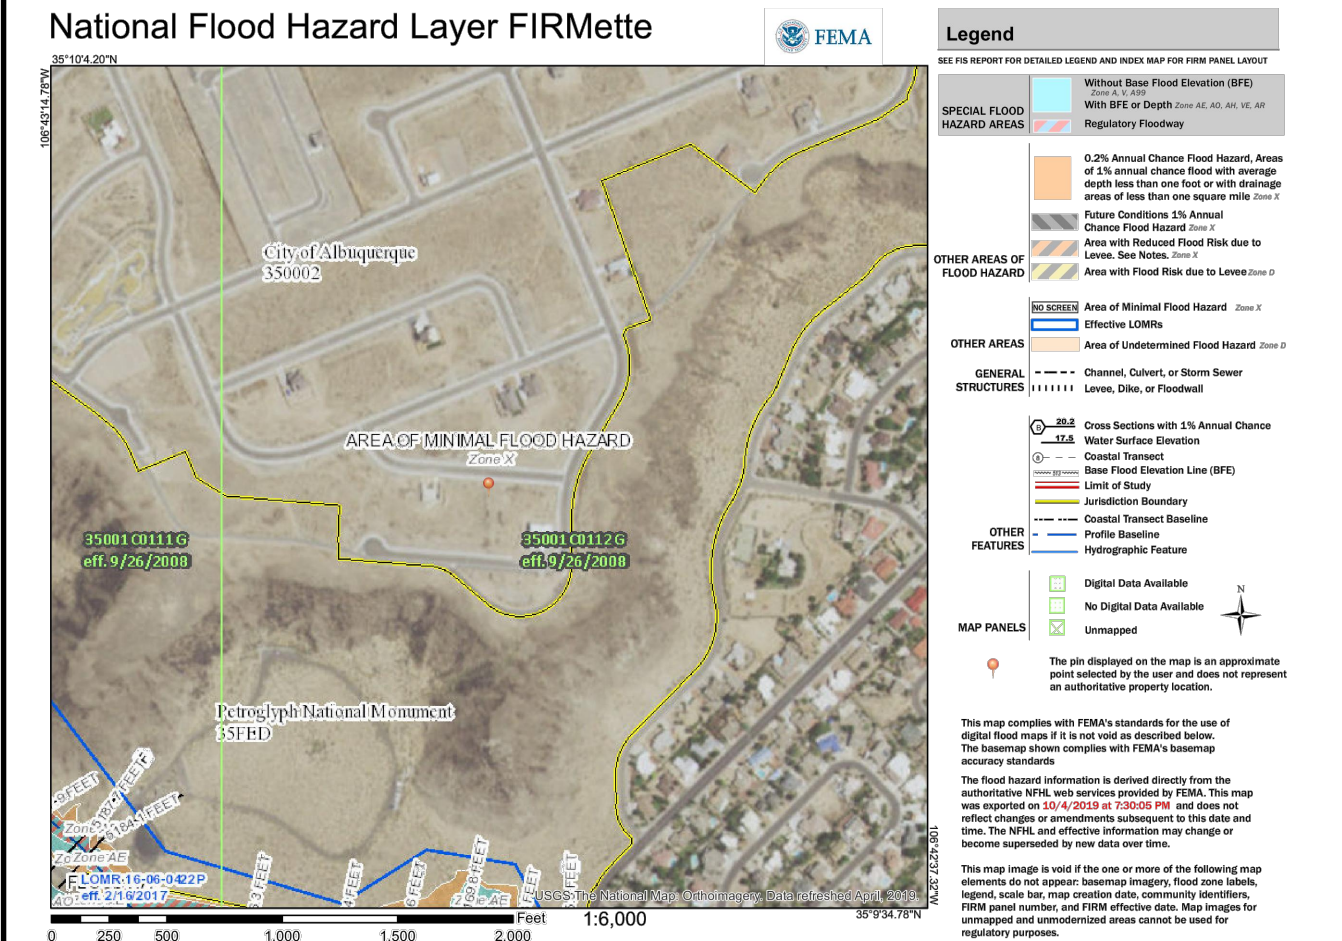 National Flood Hazard Layer FIRMette
FEMA
35°10'4.20"N
106°43'14.78"W
City of Albuquerque
350002
AREA OF MINIMAL FLOOD HAZARD
Zone X
35001C0111G
eff. 9/26/2008
35001C0112G
eff. 9/26/2008
Petroglyph National Monument
35FED
Zone AE
LOMR 16-06-0422P
eff. 2/16/2017
USGS The National Map: Orthoimagery. Data refreshed April, 2019.
106°42'37.32"W
35°9'34.78"N
Feet
1:6,000
0
250
500
1,000
1,500
2,000
Legend
SEE FIS REPORT FOR DETAILED LEGEND AND INDEX MAP FOR FIRM PANEL LAYOUT
SPECIAL FLOOD
HAZARD AREAS
Without Base Flood Elevation (BFE)
Zone A, V, A99
With BFE or Depth Zone AE, AO, AH, VE, AR
Regulatory Floodway
OTHER AREAS OF
FLOOD HAZARD
0.2% Annual Chance Flood Hazard, Areas
of 1% annual chance flood with average
depth less than one foot or with drainage
areas of less than one square mile Zone X
Future Conditions 1% Annual
Chance Flood Hazard Zone X
Area with Reduced Flood Risk due to
Levee. See Notes. Zone X
Area with Flood Risk due to Levee Zone D
OTHER AREAS
NO SCREEN Area of Minimal Flood Hazard Zone X
Effective LOMRs
Area of Undetermined Flood Hazard Zone D
GENERAL
STRUCTURES
Channel, Culvert, or Storm Sewer
Levee, Dike, or Floodwall
OTHER
FEATURES
B 20.2 Cross Sections with 1% Annual Chance
17.5 Water Surface Elevation
Coastal Transect
Base Flood Elevation Line (BFE)
Limit of Study
Jurisdiction Boundary
Coastal Transect Baseline
Profile Baseline
Hydrographic Feature
MAP PANELS
Digital Data Available
No Digital Data Available
Unmapped
N
The pin displayed on the map is an approximate
point selected by the user and does not represent
an authoritative property location.
This map complies with FEMA's standards for the use of
digital flood maps if it is not void as described below.
The basemap shown complies with FEMA's basemap
accuracy standards
The flood hazard information is derived directly from the
authoritative NFHL web services provided by FEMA. This map
was exported on 10/4/2019 at 7:30:05 PM and does not
reflect changes or amendments subsequent to this date and
time. The NFHL and effective information may change or
become superseded by new data over time.
This map image is void if the one or more of the following map
elements do not appear: basemap imagery, flood zone labels,
legend, scale bar, map creation date, community identifiers,
FIRM panel number, and FIRM effective date. Map images for
unmapped and unmodernized areas cannot be used for
regulatory purposes.